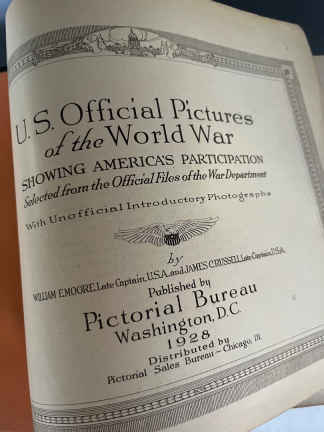 U.S. Official Pictures
of the World War
SHOWING AMERICA'S PARTICIPATION
Selected from the Official Files of the War Department
With Unofficial Introductory Photographs
by
WILLIAM E. MOORE, Late Captain, U.S.A. and JAMES C. RUSSELL, Late Captain, U.S.A.
Published by
Pictorial Bureau
Washington, D.C.
1928
Distributed by
Pictorial Sales Bureau - Chicago, Ill.